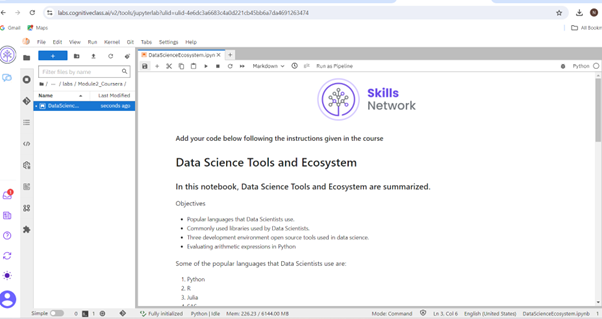 labs.cognitiveclass.ai/v2/tools/jupyterlab?ulid=ulid-4e6dc3a6683c4a0d221cb45bb6a7da4691263474
Gmail Maps All Bookm
File Edit View Run Kernel Git Tabs Settings Help
DataScienceEcosystem.ipyn
Markdown Run as Pipeline Python
Filter files by name
/ ··· / labs / Module2_Coursera /
Name Last Modified
DataScienc... seconds ago
Skills
Network
Add your code below following the instructions given in the course
Data Science Tools and Ecosystem
In this notebook, Data Science Tools and Ecosystem are summarized.
Objectives
• Popular languages that Data Scientists use.
• Commonly used libraries used by Data Scientists.
• Three development environment open source tools used in data science.
• Evaluating arithmetic expressions in Python
Some of the popular languages that Data Scientists use are:
1. Python
2. R
3. Julia
Simple 0 1 Fully initialized Python | Idle Mem: 226.23 / 6144.00 MB Mode: Command Ln 3, Col 6 English (United States) DataScienceEcosystem.ipynb 1